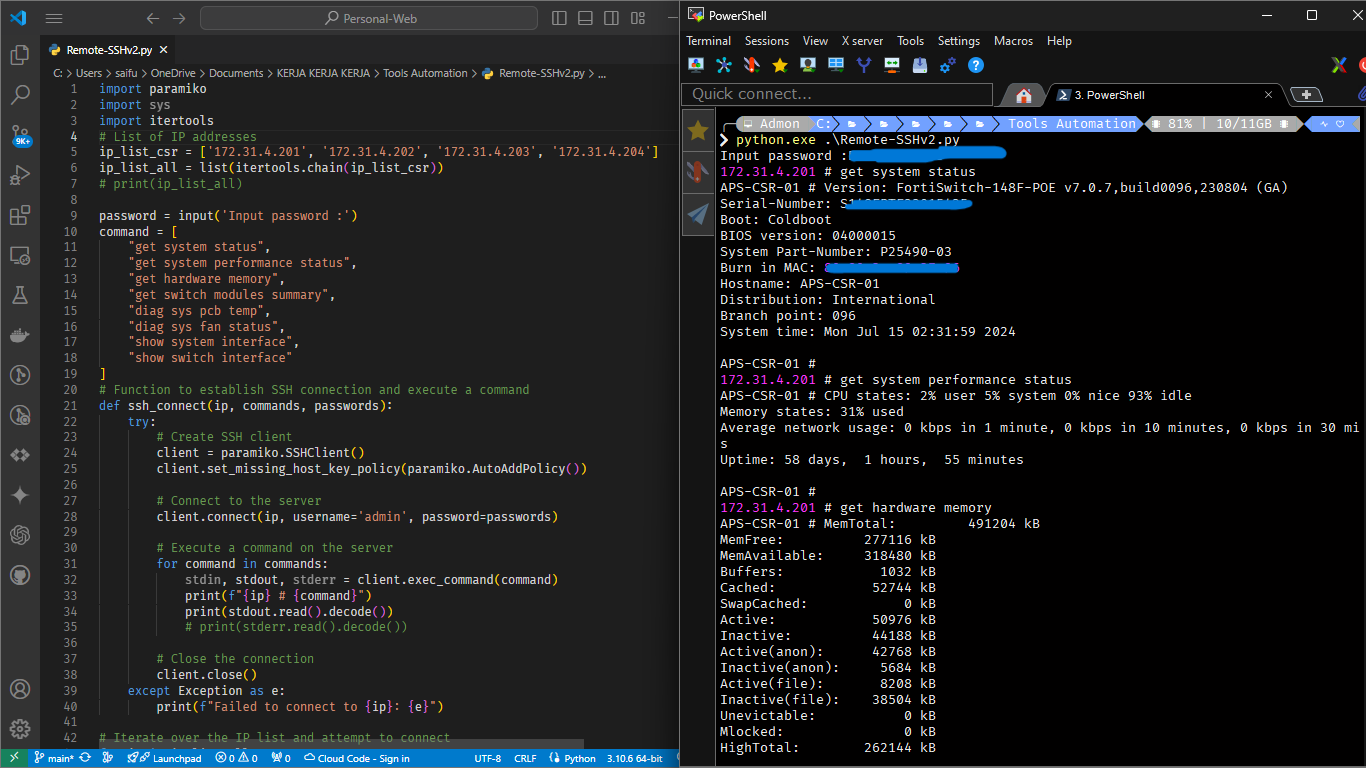 Personal-Web
Remote-SSHv2.py
C: > Users > saifu > OneDrive > Documents > KERJA KERJA KERJA > Tools Automation > Remote-SSHv2.py > ...
1 import paramiko
2 import sys
3 import itertools
4 # List of IP addresses
5 ip_list_csr = ['172.31.4.201', '172.31.4.202', '172.31.4.203', '172.31.4.204']
6 ip_list_all = list(itertools.chain(ip_list_csr))
7 # print(ip_list_all)
8
9 password = input('Input password :')
10 command = [
11     "get system status",
12     "get system performance status",
13     "get hardware memory",
14     "get switch modules summary",
15     "diag sys pcb temp",
16     "diag sys fan status",
17     "show system interface",
18     "show switch interface"
19 ]
20 # Function to establish SSH connection and execute a command
21 def ssh_connect(ip, commands, passwords):
22     try:
23         # Create SSH client
24         client = paramiko.SSHClient()
25         client.set_missing_host_key_policy(paramiko.AutoAddPolicy())
26
27         # Connect to the server
28         client.connect(ip, username='admin', password=passwords)
29
30         # Execute a command on the server
31         for command in commands:
32             stdin, stdout, stderr = client.exec_command(command)
33             print(f"{ip} # {command}")
34             print(stdout.read().decode())
35             # print(stderr.read().decode())
36
37         # Close the connection
38         client.close()
39     except Exception as e:
40         print(f"Failed to connect to {ip}: {e}")
41
42 # Iterate over the IP list and attempt to connect
9K+
main* Launchpad 0 0 0 Cloud Code - Sign in UTF-8 CRLF Python 3.10.6 64-bit
PowerShell
Terminal Sessions View X server Tools Settings Macros Help
Quick connect...
3. PowerShell
Admon C: Tools Automation 81% | 10/11GB
python.exe .\Remote-SSHv2.py
Input password :
172.31.4.201 # get system status
APS-CSR-01 # Version: FortiSwitch-148F-POE v7.0.7,build0096,230804 (GA)
Serial-Number:
Boot: Coldboot
BIOS version: 04000015
System Part-Number: P25490-03
Burn in MAC:
Hostname: APS-CSR-01
Distribution: International
Branch point: 096
System time: Mon Jul 15 02:31:59 2024
APS-CSR-01 #
172.31.4.201 # get system performance status
APS-CSR-01 # CPU states: 2% user 5% system 0% nice 93% idle
Memory states: 31% used
Average network usage: 0 kbps in 1 minute, 0 kbps in 10 minutes, 0 kbps in 30 mi
s
Uptime: 58 days,  1 hours,  55 minutes
APS-CSR-01 #
172.31.4.201 # get hardware memory
APS-CSR-01 # MemTotal:         491204 kB
MemFree:          277116 kB
MemAvailable:     318480 kB
Buffers:            1032 kB
Cached:            52744 kB
SwapCached:            0 kB
Active:            50976 kB
Inactive:          44188 kB
Active(anon):      42768 kB
Inactive(anon):     5684 kB
Active(file):       8208 kB
Inactive(file):    38504 kB
Unevictable:           0 kB
Mlocked:               0 kB
HighTotal:        262144 kB